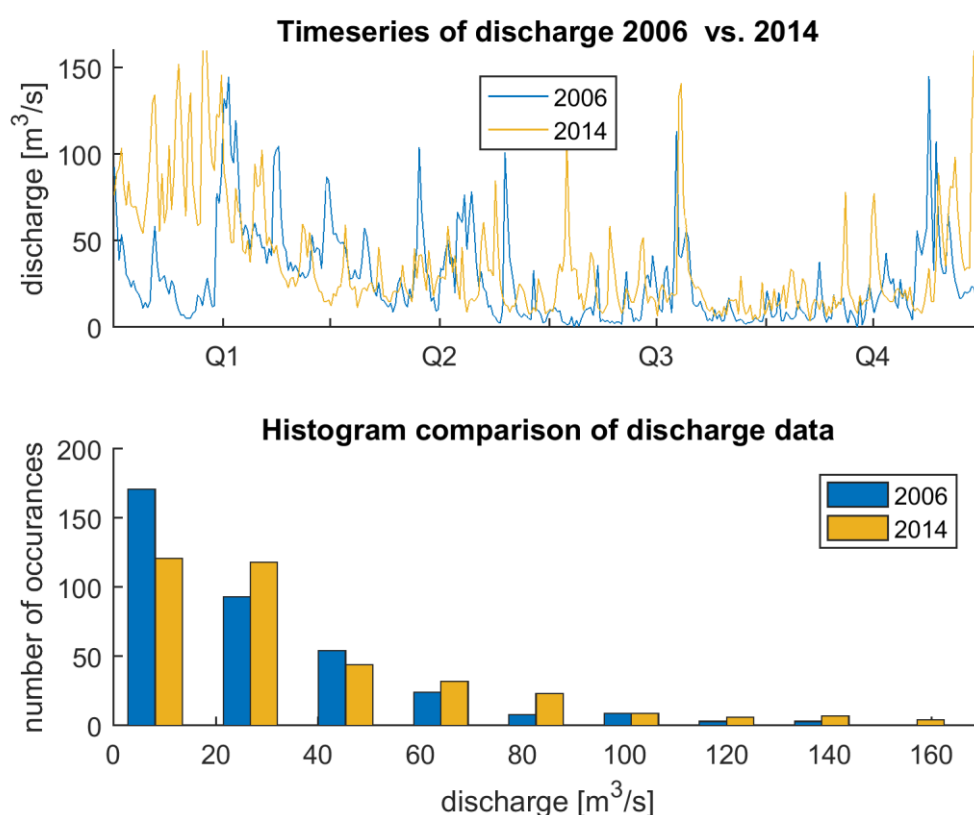 Timeseries of discharge 2006  vs. 2014
discharge [m³/s]
150
100
50
0
2006
2014
Q1 Q2 Q3 Q4
Histogram comparison of discharge data
number of occurances
200
150
100
50
0
2006
2014
0 20 40 60 80 100 120 140 160
discharge [m³/s]